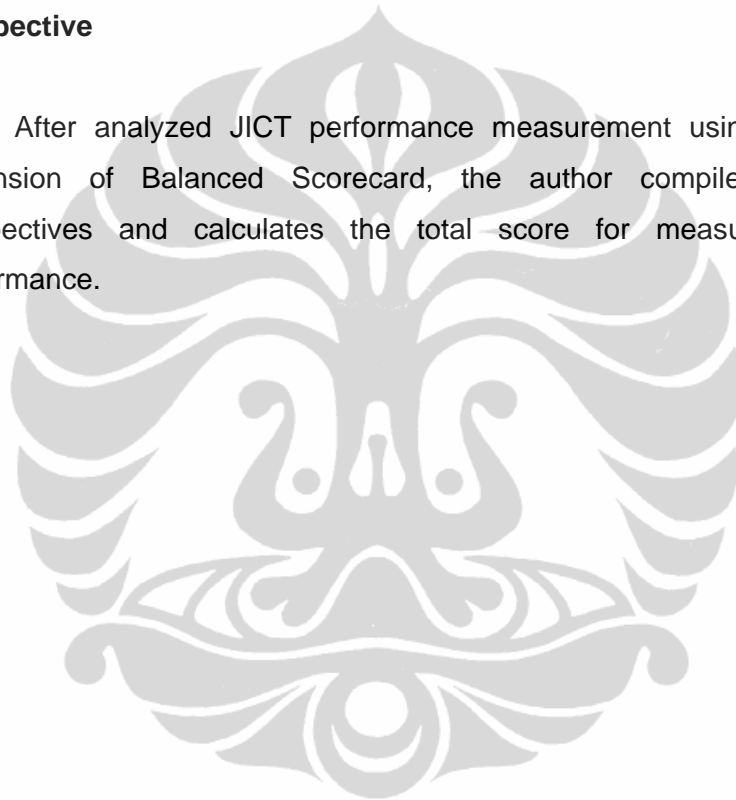 pective
After analyzed JICT performance measurement usin
nsion of Balanced Scorecard, the author compile
pectives and calculates the total score for measu
rmance.